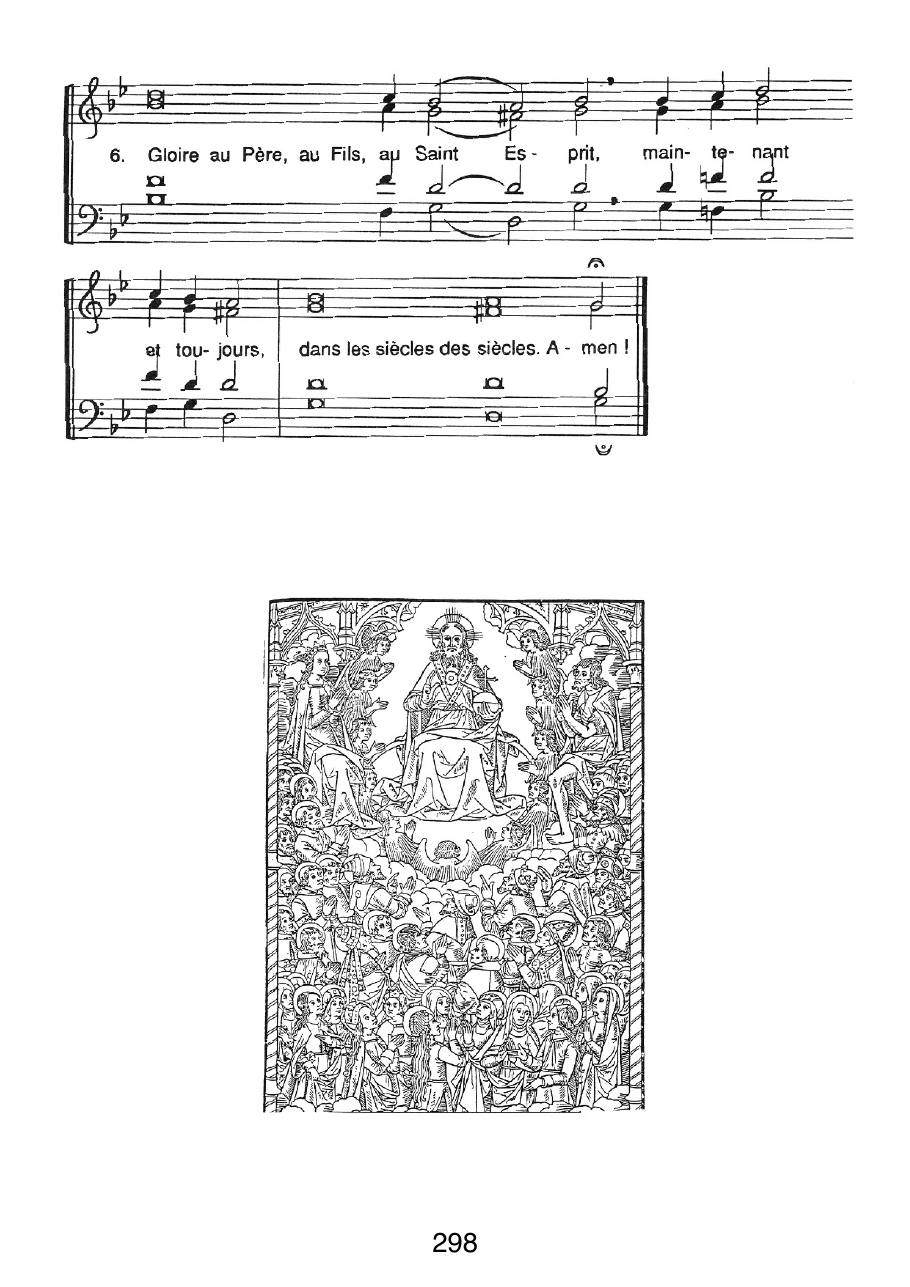 6. Gloire au Père, au Fils, au Saint Es - prit, main- te- nant
et tou- jours, dans les siècles des siècles. A - men !
298